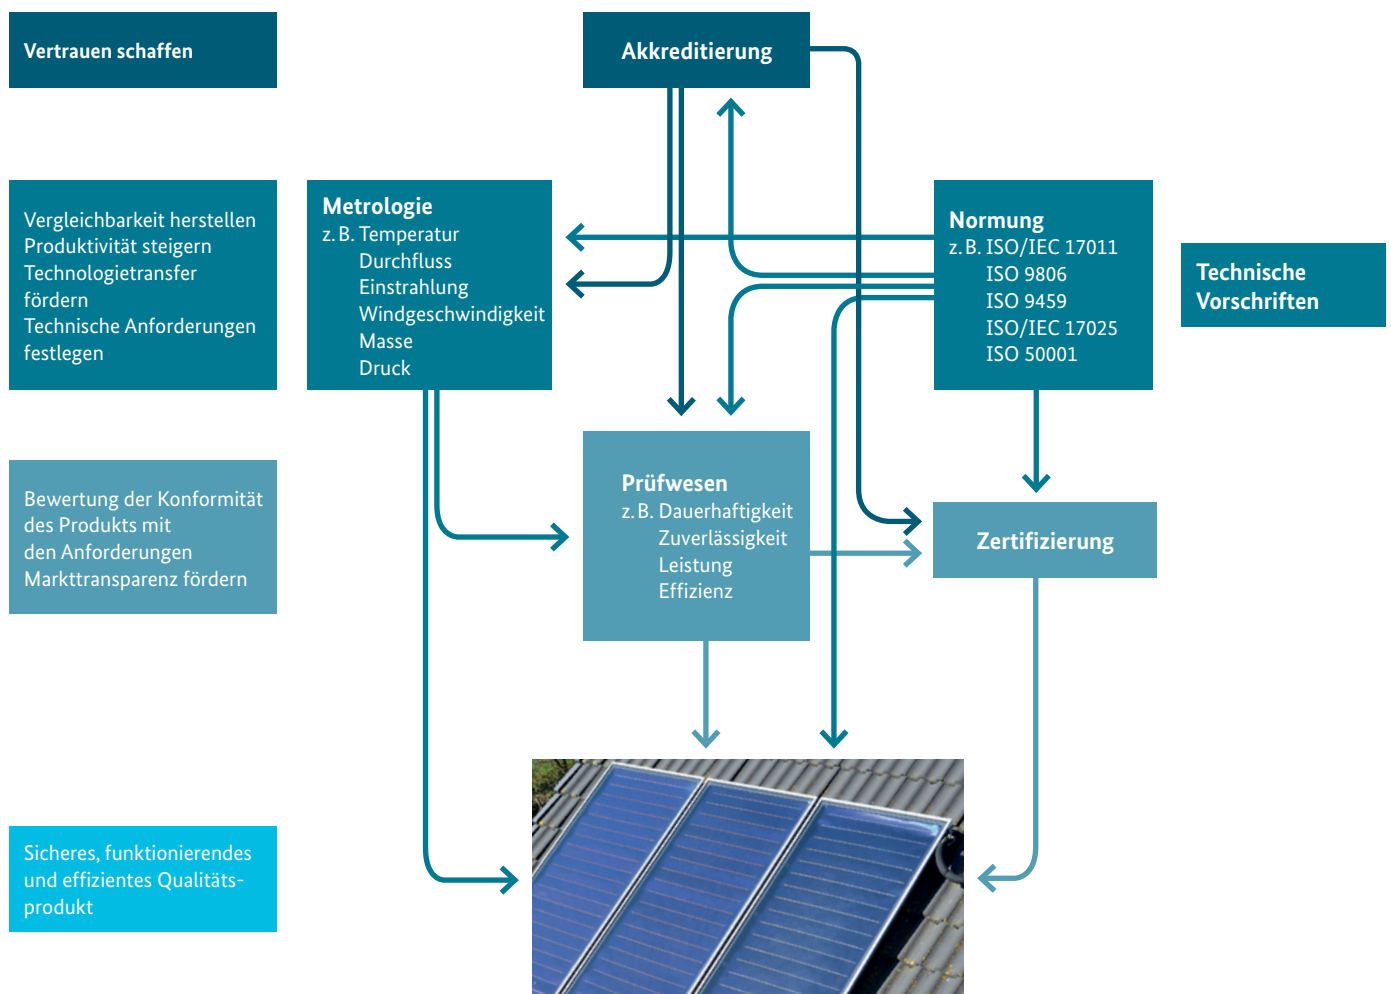 Vertrauen schaffen
Akkreditierung
Vergleichbarkeit herstellen
Produktivität steigern
Technologietransfer
fördern
Technische Anforderungen
festlegen
Metrologie
z. B. Temperatur
Durchfluss
Einstrahlung
Windgeschwindigkeit
Masse
Druck
Normung
z. B. ISO/IEC 17011
ISO 9806
ISO 9459
ISO/IEC 17025
ISO 50001
Technische
Vorschriften
Bewertung der Konformität
des Produkts mit
den Anforderungen
Markttransparenz fördern
Prüfwesen
z. B. Dauerhaftigkeit
Zuverlässigkeit
Leistung
Effizienz
Zertifizierung
Sicheres, funktionierendes
und effizientes Qualitäts-
produkt